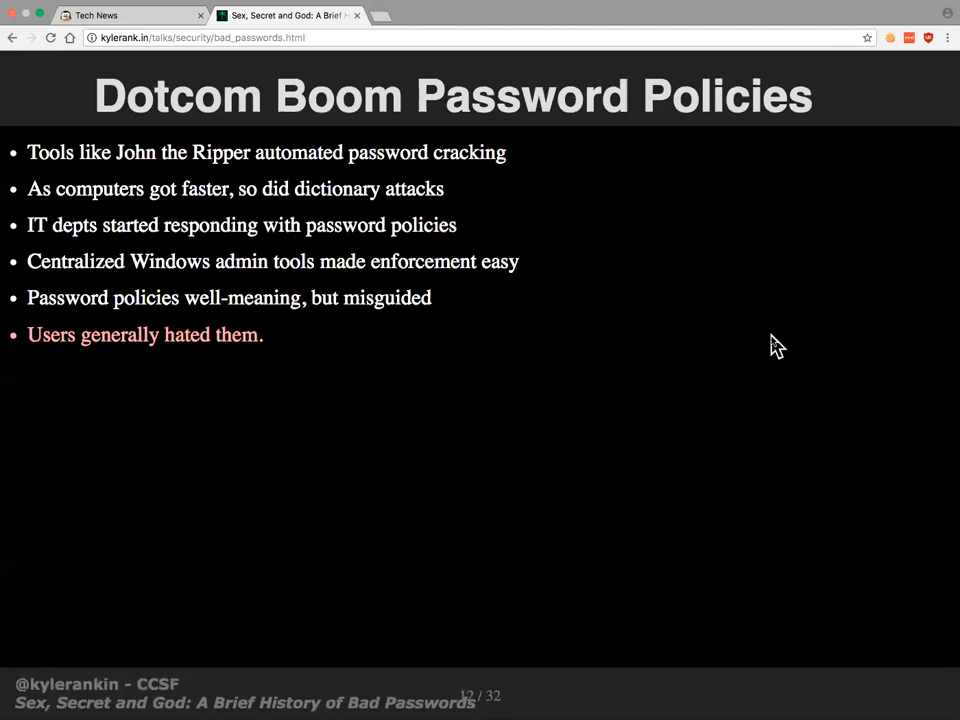 Tech News
Sex, Secret and God: A Brief H
kylerank.in/talks/security/bad_passwords.html
Dotcom Boom Password Policies
• Tools like John the Ripper automated password cracking
• As computers got faster, so did dictionary attacks
• IT depts started responding with password policies
• Centralized Windows admin tools made enforcement easy
• Password policies well-meaning, but misguided
• Users generally hated them.
@kylerankin - CCSF
Sex, Secret and God: A Brief History of Bad Passwords
12 / 32